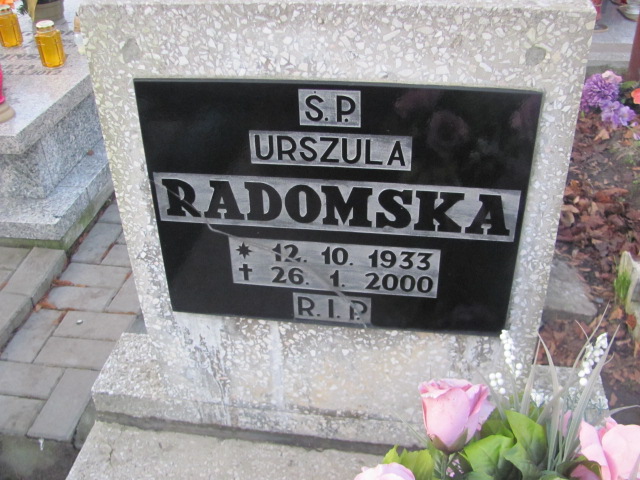 Ś.P.
URSZULA
RADOMSKA
* 12. 10. 1933
† 26. 1. 2000
R.I.P.